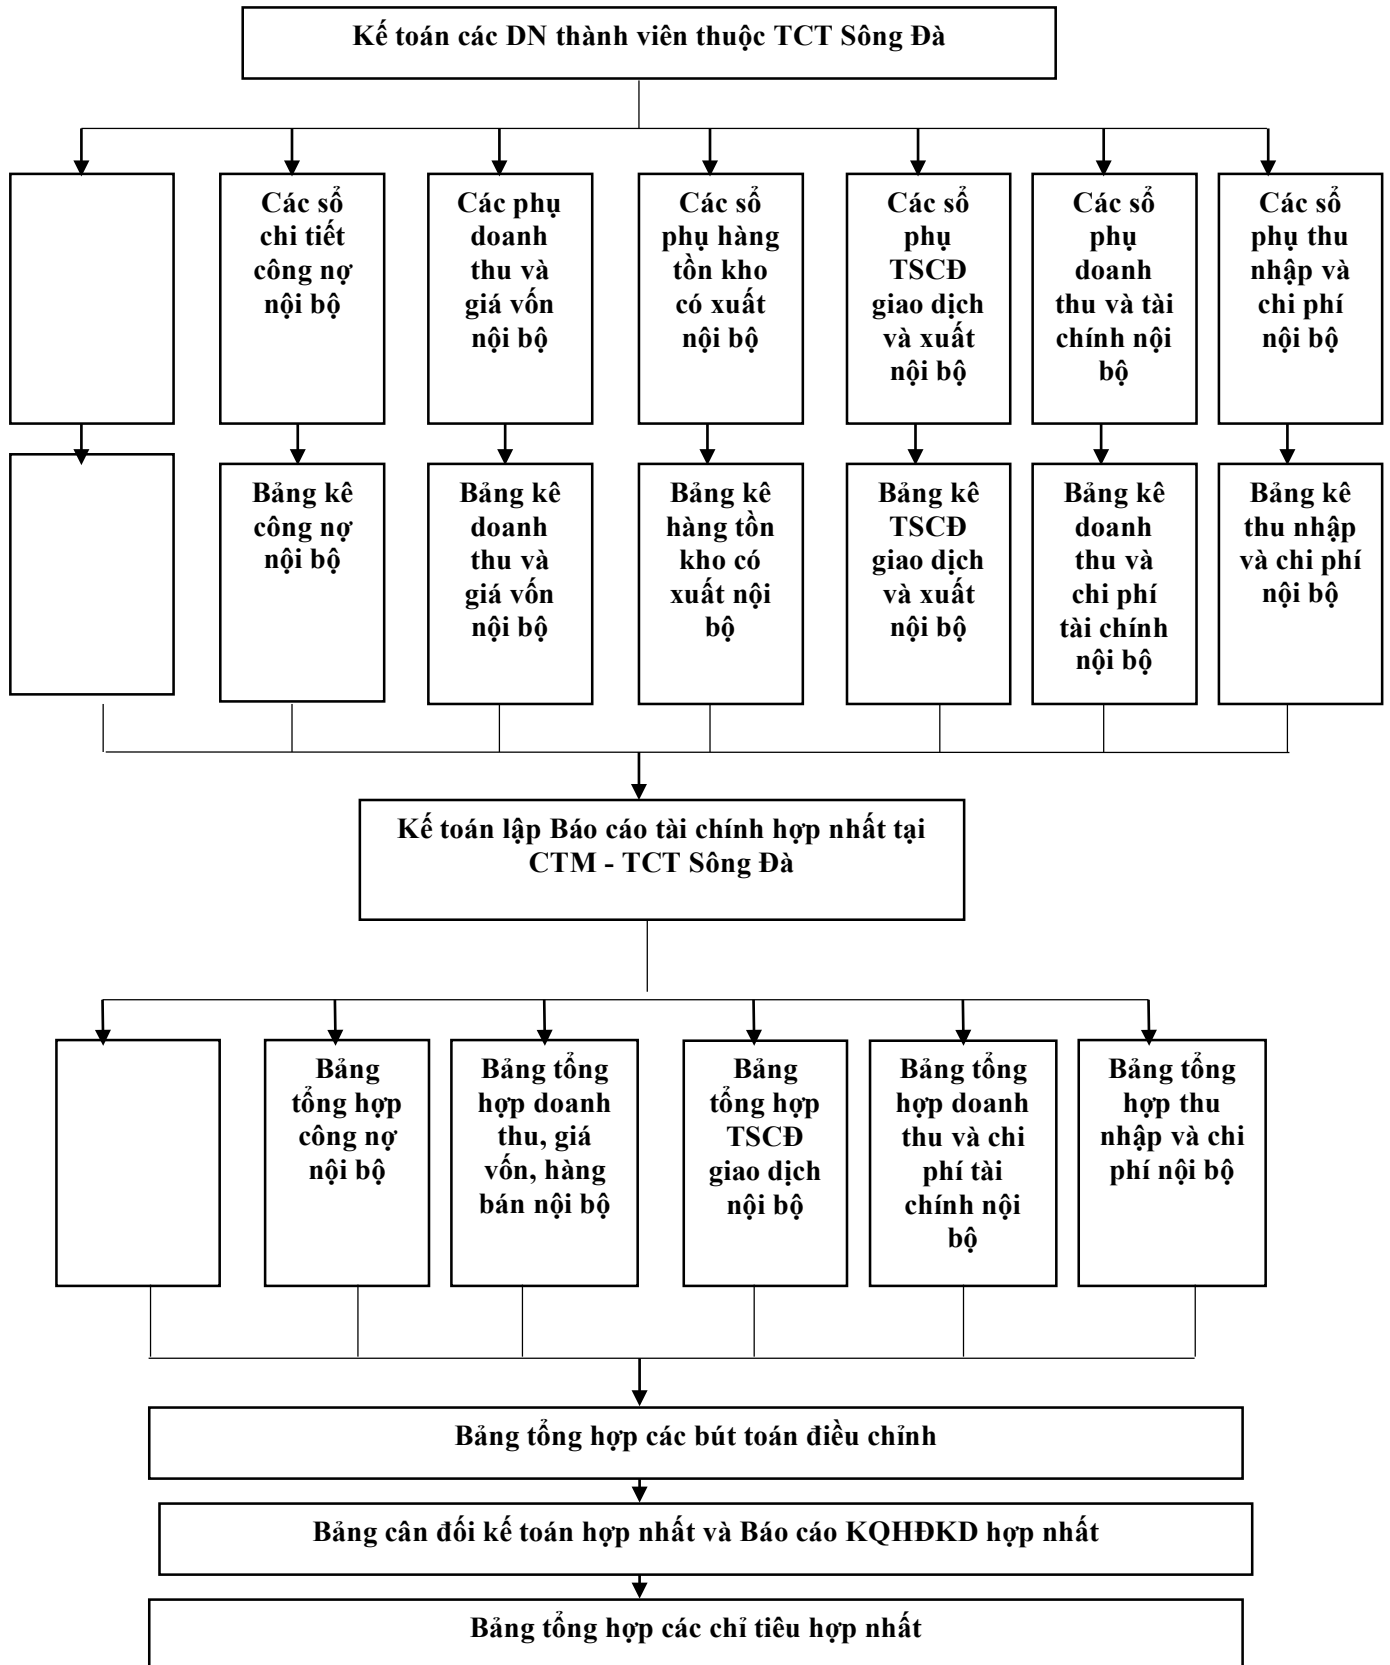 Kế toán các DN thành viên thuộc TCT Sông Đà
Các sổ
chi tiết
công nợ
nội bộ
Các phụ
doanh
thu và
giá vốn
nội bộ
Các sổ
phụ hàng
tồn kho
có xuất
nội bộ
Các sổ
phụ
TSCĐ
giao dịch
và xuất
nội bộ
Các sổ
phụ
doanh
thu và tài
chính nội
bộ
Các sổ
phụ thu
nhập và
chi phí
nội bộ
Bảng kê
công nợ
nội bộ
Bảng kê
doanh
thu và
giá vốn
nội bộ
Bảng kê
hàng tồn
kho có
xuất nội
bộ
Bảng kê
TSCĐ
giao dịch
và xuất
nội bộ
Bảng kê
doanh
thu và
chi phí
tài chính
nội bộ
Bảng kê
thu nhập
và chi phí
nội bộ
Kế toán lập Báo cáo tài chính hợp nhất tại
CTM - TCT Sông Đà
Bảng
tổng hợp
công nợ
nội bộ
Bảng tổng
hợp doanh
thu, giá
vốn, hàng
bán nội bộ
Bảng
tổng hợp
TSCĐ
giao dịch
nội bộ
Bảng tổng
hợp doanh
thu và chi
phí tài
chính nội
bộ
Bảng tổng
hợp thu
nhập và chi
phí nội bộ
Bảng tổng hợp các bút toán điều chỉnh
Bảng cân đối kế toán hợp nhất và Báo cáo KQHĐKD hợp nhất
Bảng tổng hợp các chỉ tiêu hợp nhất